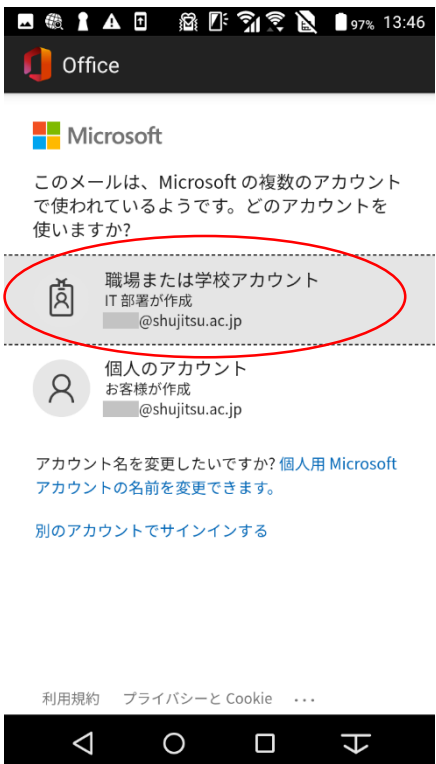 97% 13:46
Office
Microsoft
このメールは、Microsoft の複数のアカウント
で使われているようです。どのアカウントを
使いますか?
職場または学校アカウント
IT 部署が作成
@shujitsu.ac.jp
個人のアカウント
お客様が作成
@shujitsu.ac.jp
アカウント名を変更したいですか? 個人用 Microsoft
アカウントの名前を変更できます。
別のアカウントでサインインする
利用規約 プライバシーと Cookie ...